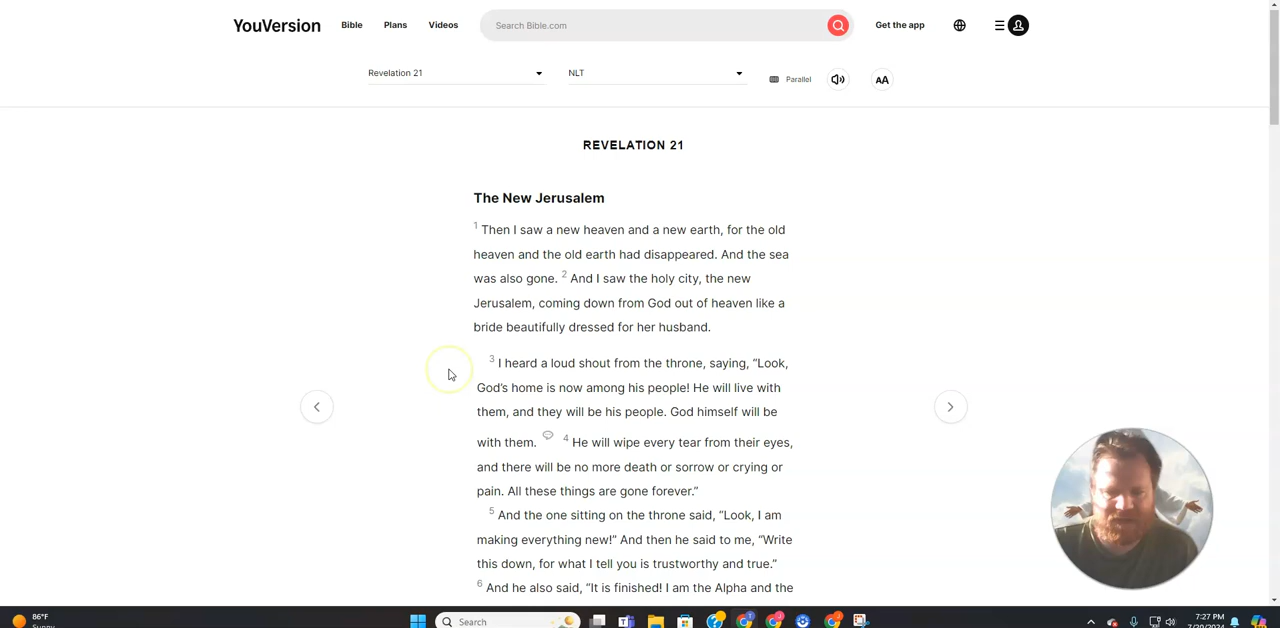 YouVersion Bible Plans Videos Search Bible.com Get the app
Revelation 21 NLT Parallel AA
REVELATION 21
The New Jerusalem
1 Then I saw a new heaven and a new earth, for the old
heaven and the old earth had disappeared. And the sea
was also gone. 2 And I saw the holy city, the new
Jerusalem, coming down from God out of heaven like a
bride beautifully dressed for her husband.
3 I heard a loud shout from the throne, saying, “Look,
God’s home is now among his people! He will live with
them, and they will be his people. God himself will be
with them. 4 He will wipe every tear from their eyes,
and there will be no more death or sorrow or crying or
pain. All these things are gone forever.”
5 And the one sitting on the throne said, “Look, I am
making everything new!” And then he said to me, “Write
this down, for what I tell you is trustworthy and true.”
6 And he also said, “It is finished! I am the Alpha and the
86°F
Sunny
Search
7:27 PM
7/20/2024